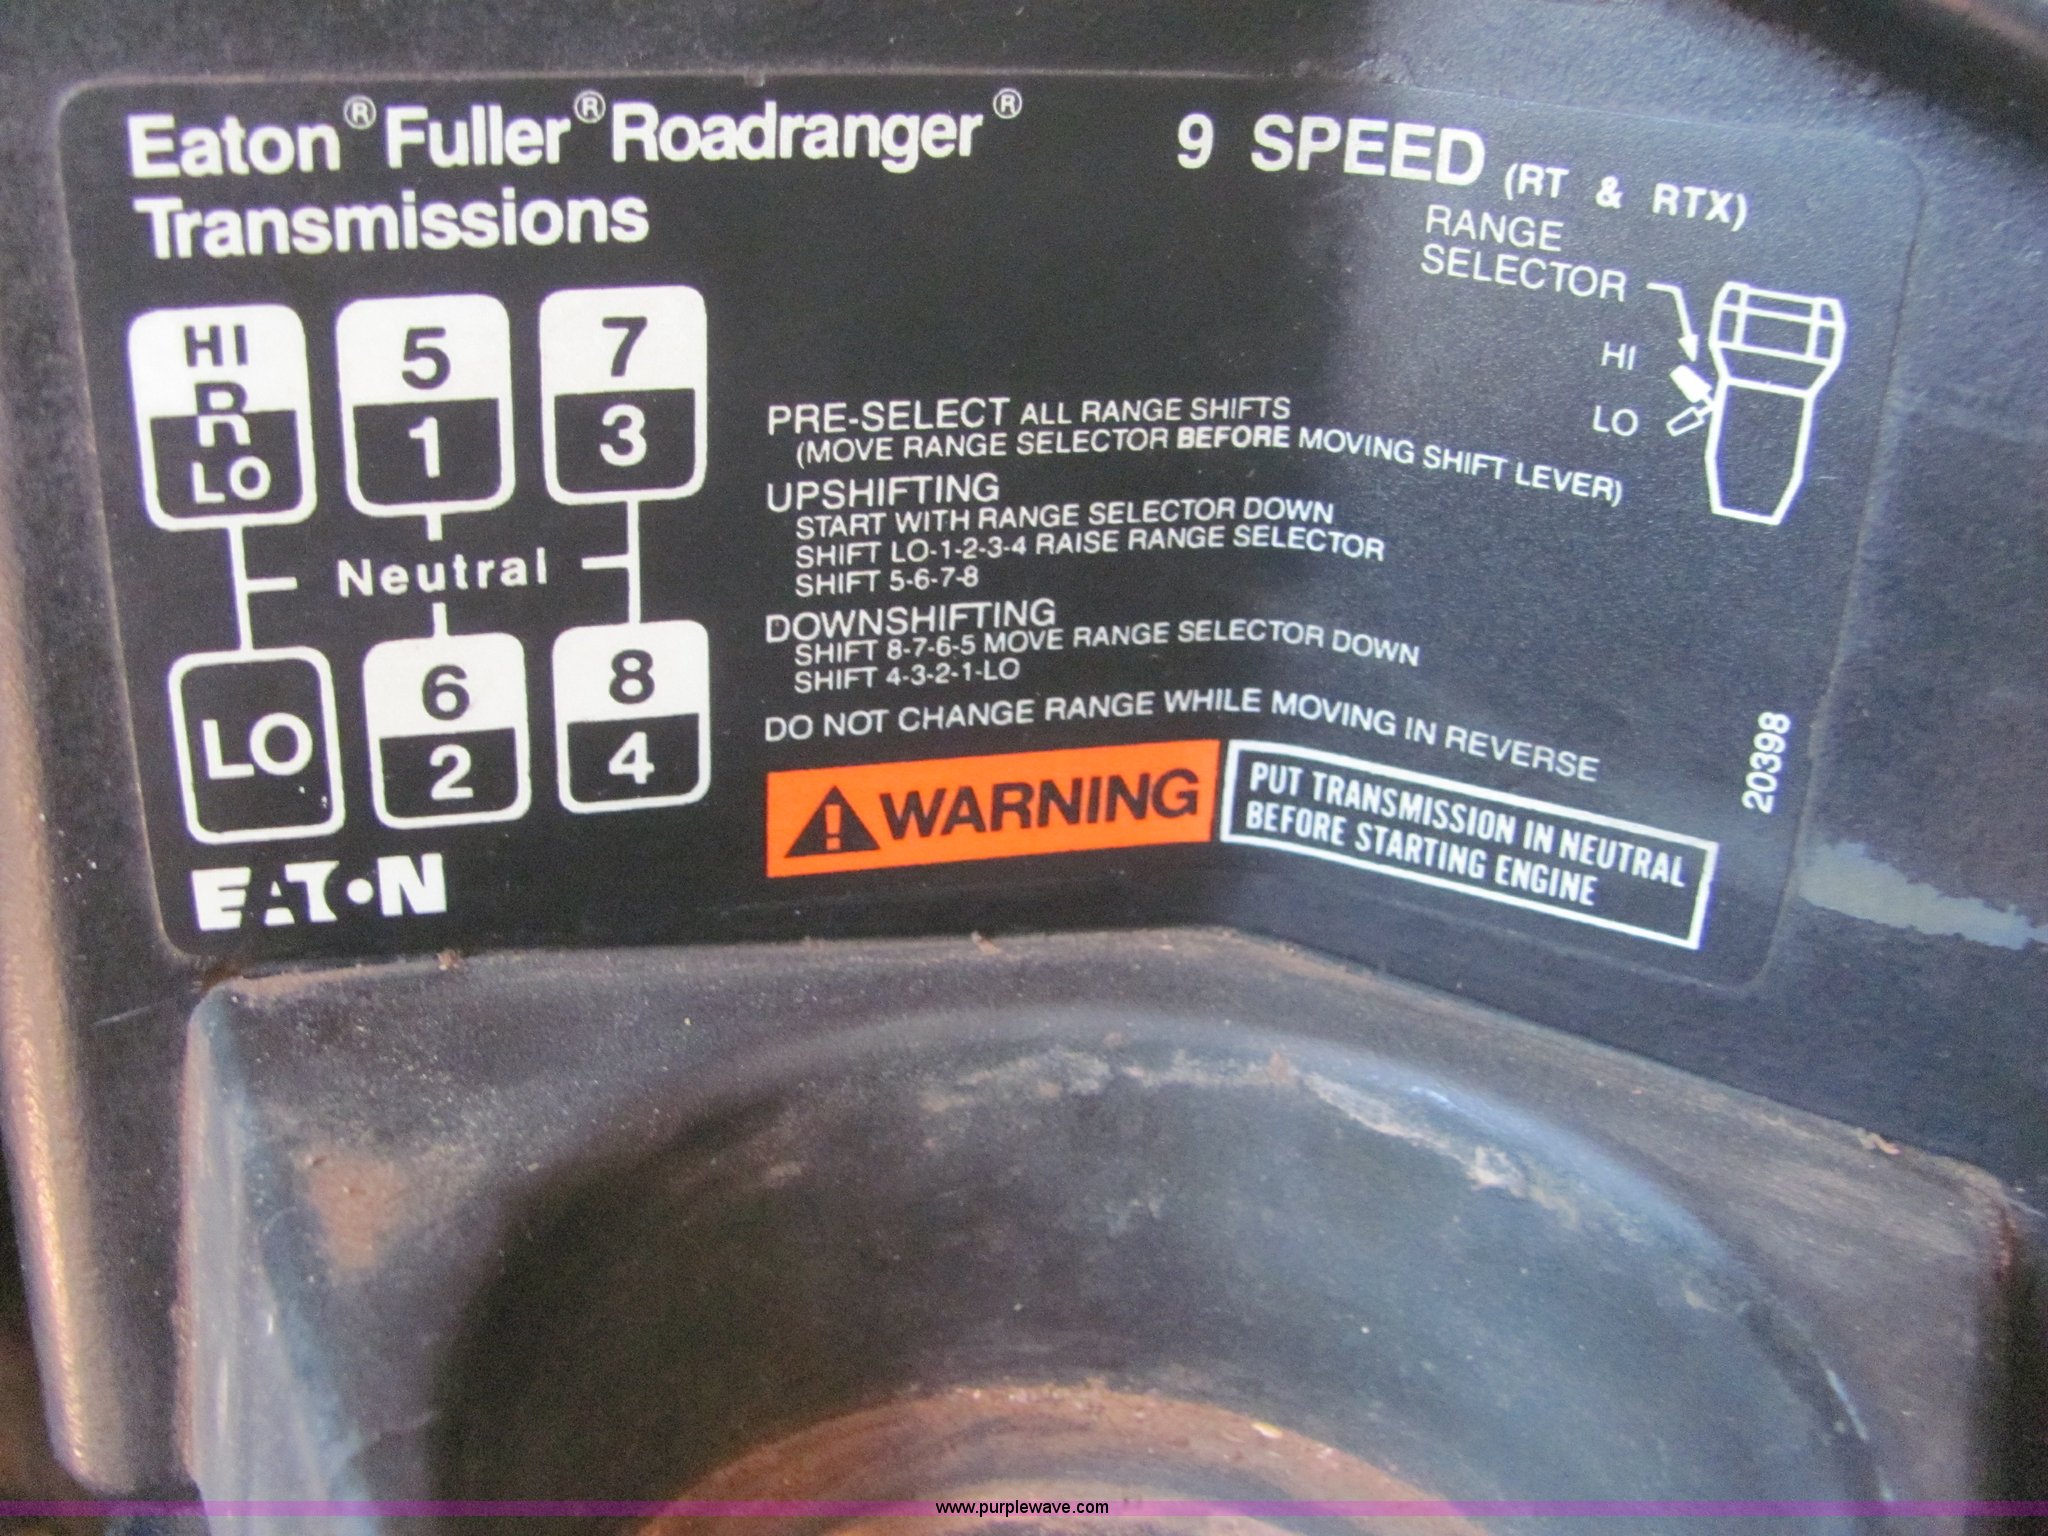 Eaton® Fuller® Roadranger®
Transmissions
9 SPEED (RT & RTX)
RANGE
SELECTOR
HI
LO
HI
R
LO
5
1
7
3
Neutral
LO
6
2
8
4
EATON
PRE-SELECT ALL RANGE SHIFTS
(MOVE RANGE SELECTOR BEFORE MOVING SHIFT LEVER)
UPSHIFTING
START WITH RANGE SELECTOR DOWN
SHIFT LO-1-2-3-4 RAISE RANGE SELECTOR
SHIFT 5-6-7-8
DOWNSHIFTING
SHIFT 8-7-6-5 MOVE RANGE SELECTOR DOWN
SHIFT 4-3-2-1-LO
DO NOT CHANGE RANGE WHILE MOVING IN REVERSE
WARNING
PUT TRANSMISSION IN NEUTRAL
BEFORE STARTING ENGINE
20398
www.purplewave.com